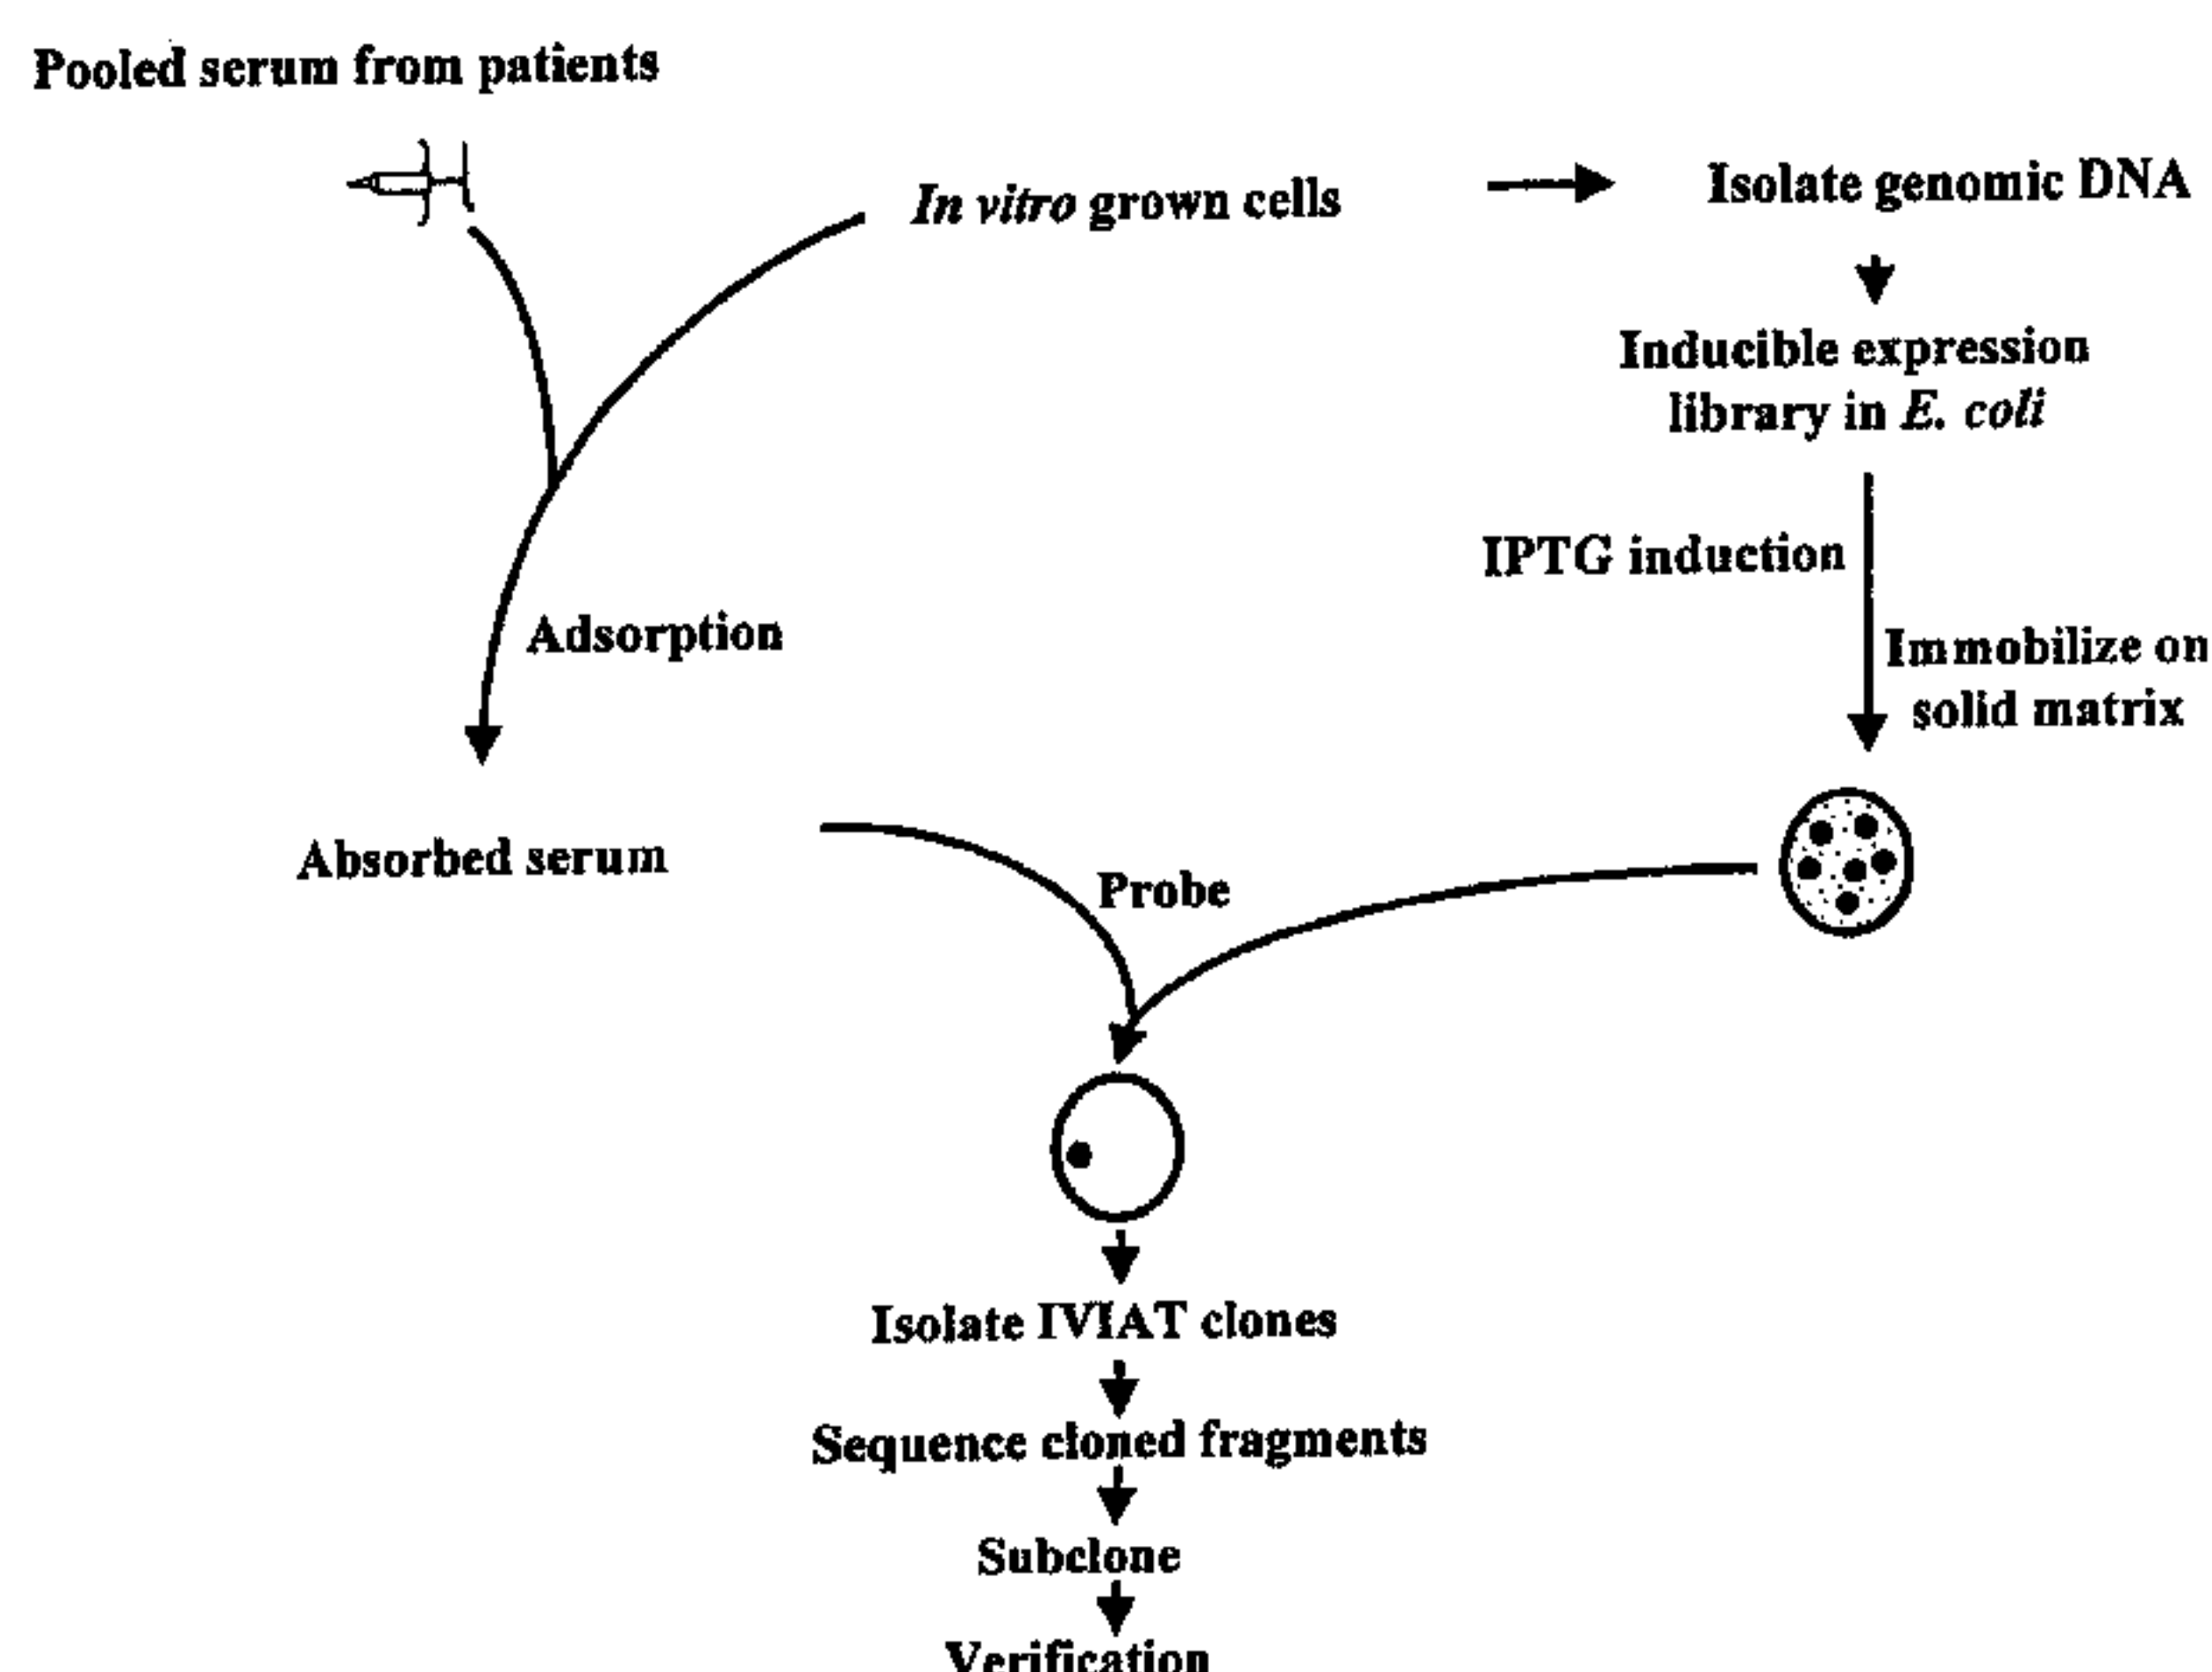 Pooled serum from patients
In vitro grown cells
Isolate genomic DNA
Inducible expression
library in E. coli
IPTG induction
Adsorption
Immobilize on
solid matrix
Absorbed serum
Probe
Isolate IVIAT clones
Sequence cloned fragments
Subclone
Verification